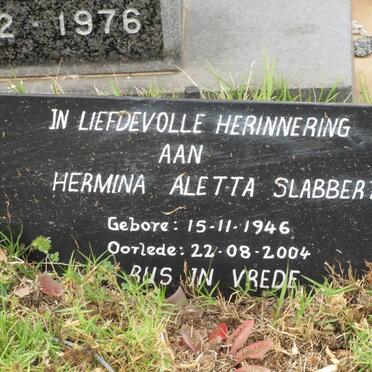 2 - 1976
IN LIEFDEVOLLE HERINNERING
AAN
HERMINA ALETTA SLABBERT
Gebore: 15-11-1946
Oorlede: 22-08-2004
RUS IN VREDE